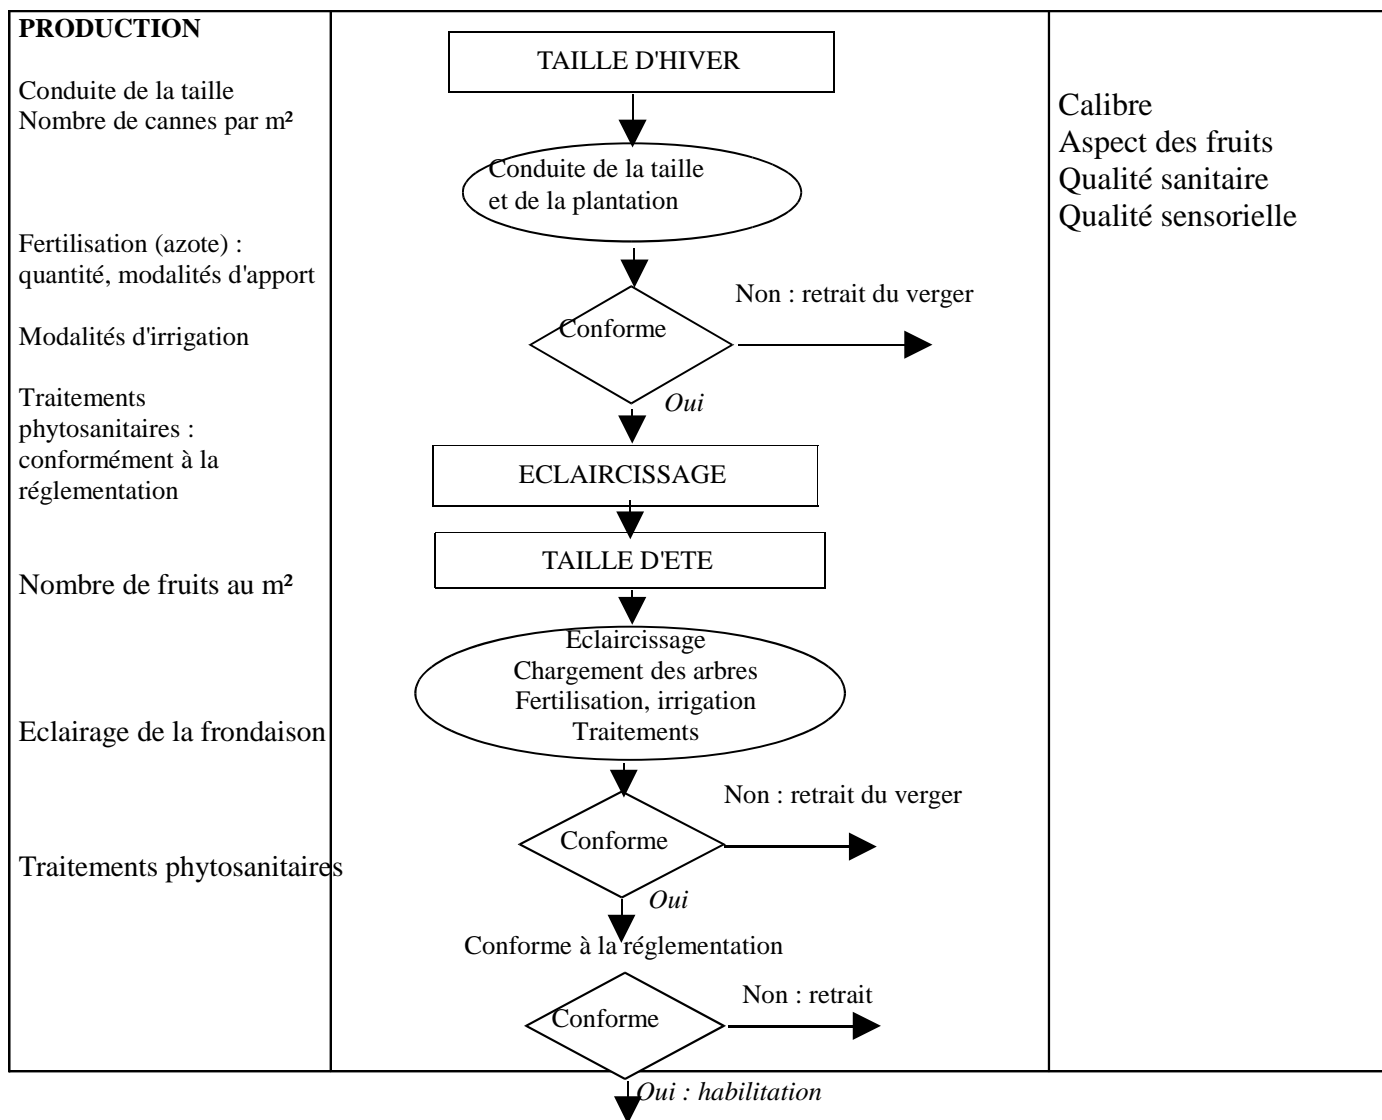 PRODUCTION
Conduite de la taille
Nombre de cannes par m²
Fertilisation (azote) :
quantité, modalités d'apport
Modalités d'irrigation
Traitements
phytosanitaires :
conformément à la
réglementation
Nombre de fruits au m²
Eclairage de la frondaison
Traitements phytosanitaires
TAILLE D'HIVER
Conduite de la taille
et de la plantation
Non : retrait du verger
Conforme
Oui
ECLAIRCISSAGE
TAILLE D'ETE
Eclaircissage
Chargement des arbres
Fertilisation, irrigation
Traitements
Non : retrait du verger
Conforme
Oui
Conforme à la réglementation
Non : retrait
Conforme
Oui : habilitation
Calibre
Aspect des fruits
Qualité sanitaire
Qualité sensorielle